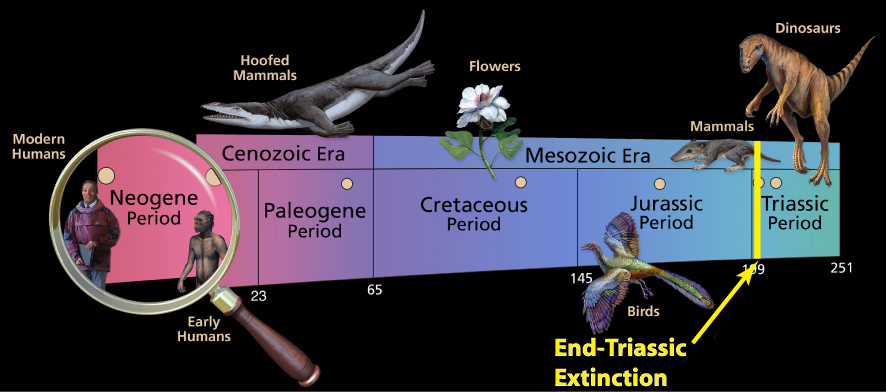 Dinosaurs
Hoofed
Mammals
Flowers
Mammals
Modern
Humans
Cenozoic Era
Mesozoic Era
Neogene
Period
Paleogene
Period
Cretaceous
Period
Jurassic
Period
Triassic
Period
23
65
145
199
251
Early
Humans
Birds
End-Triassic
Extinction